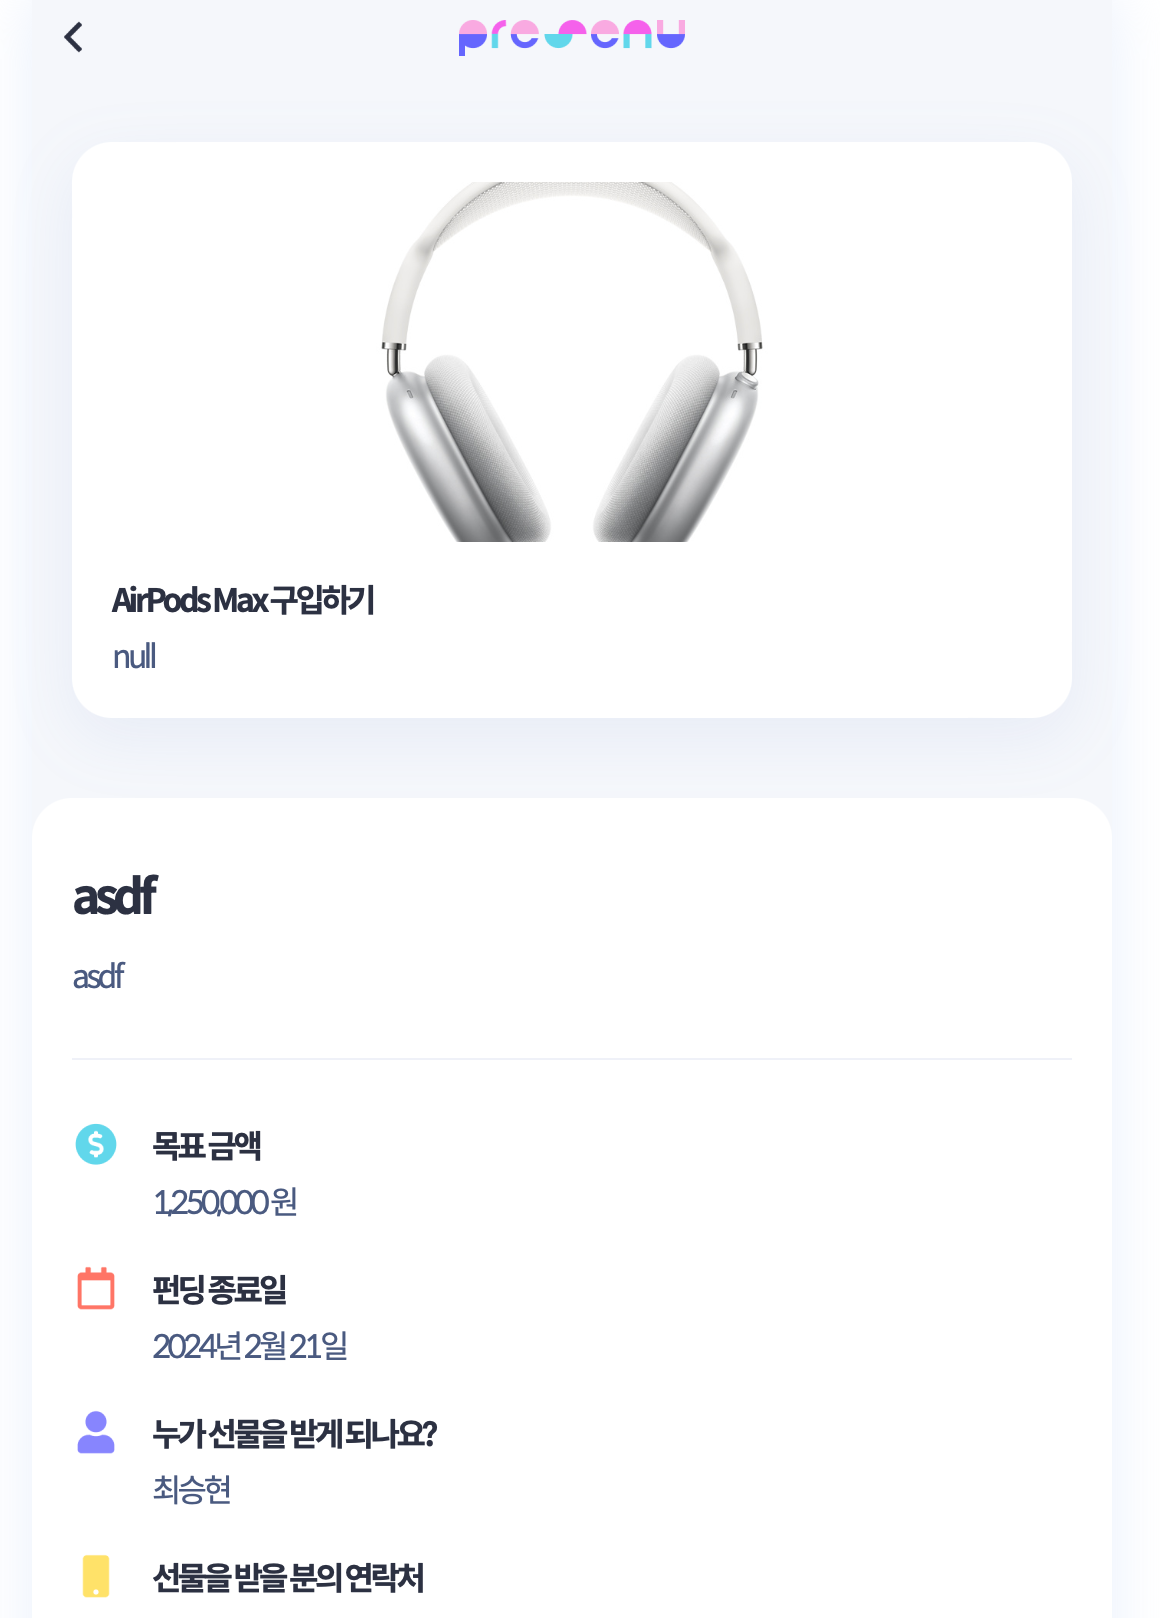 presenu
AirPods Max 구입하기
null
asdf
asdf
목표 금액
1,250,000 원
펀딩 종료일
2024년 2월 21일
누가 선물을 받게 되나요?
최승현
선물을 받을 분의 연락처